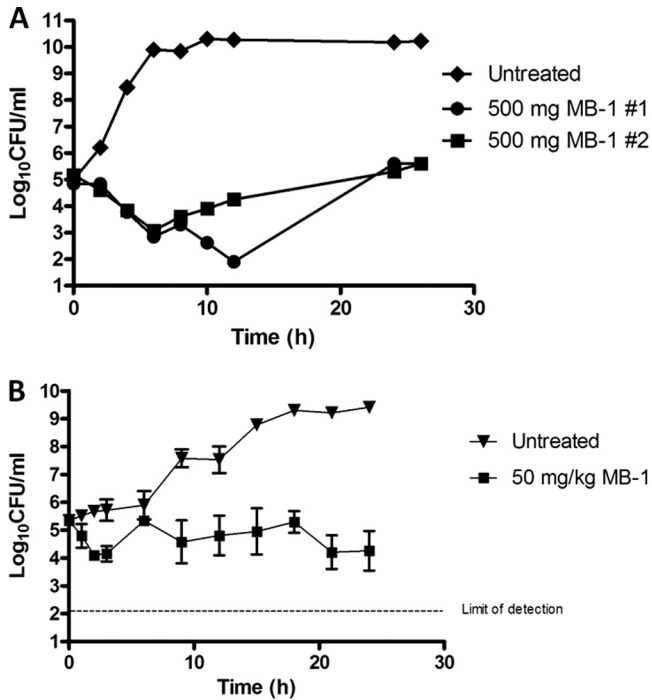 A
11
10
9
8
7
6
5
4
3
2
1
Log10CFU/ml
0 10 20 30
Time (h)
Untreated
500 mg MB-1 #1
500 mg MB-1 #2
B
10
9
8
7
6
5
4
3
2
1
Log10CFU/ml
0 10 20 30
Time (h)
Untreated
50 mg/kg MB-1
Limit of detection